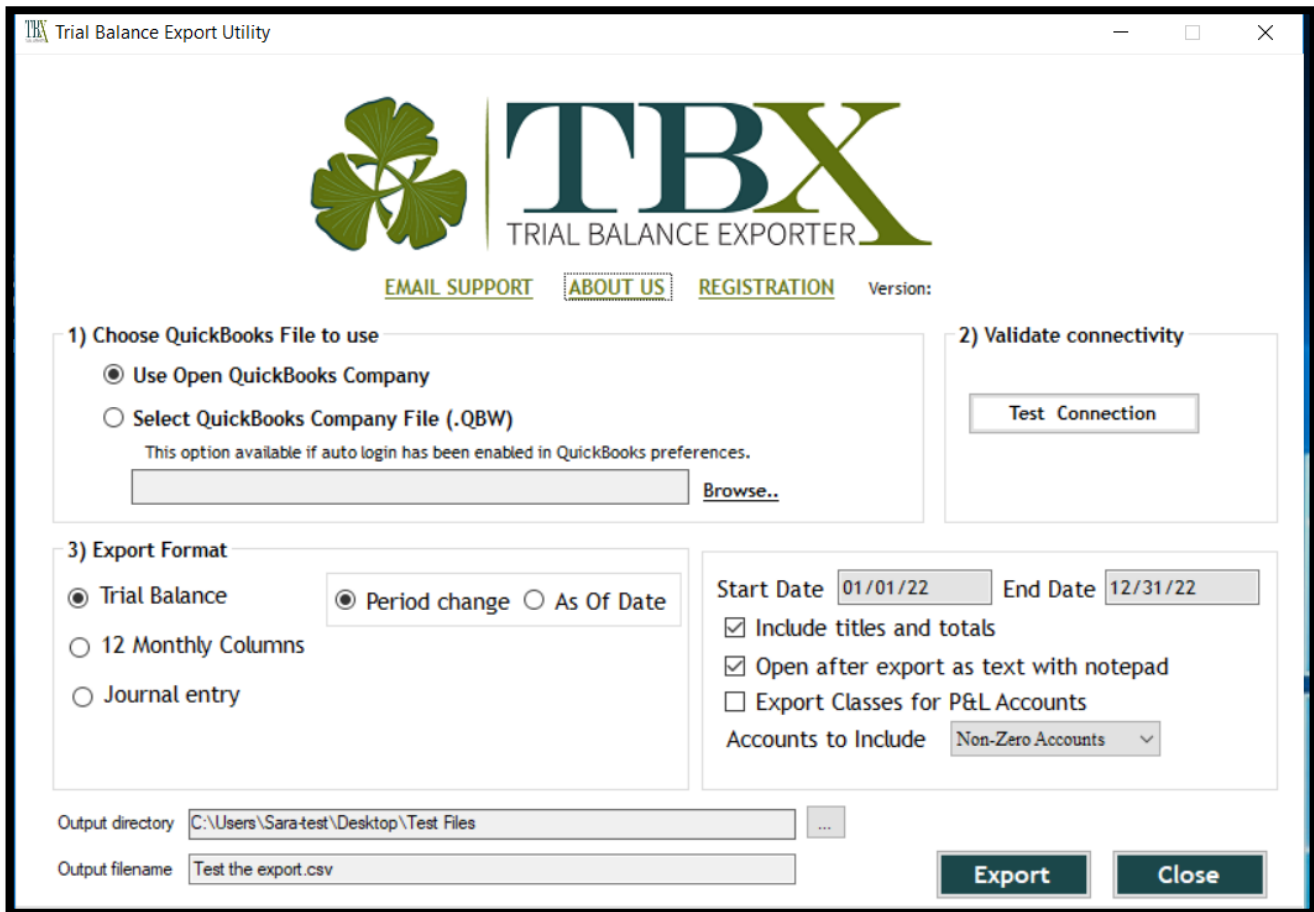 Trial Balance Export Utility
TBX
TRIAL BALANCE EXPORTER
EMAIL SUPPORT ABOUT US REGISTRATION Version:
1) Choose QuickBooks File to use
Use Open QuickBooks Company
Select QuickBooks Company File (.QBW)
This option available if auto login has been enabled in QuickBooks preferences.
Browse..
2) Validate connectivity
Test Connection
3) Export Format
Trial Balance
Period change As Of Date
12 Monthly Columns
Journal entry
Start Date 01/01/22 End Date 12/31/22
Include titles and totals
Open after export as text with notepad
Export Classes for P&L Accounts
Accounts to Include Non-Zero Accounts
Output directory C:\Users\Sara-test\Desktop\Test Files ...
Output filename Test the export.csv
Export Close